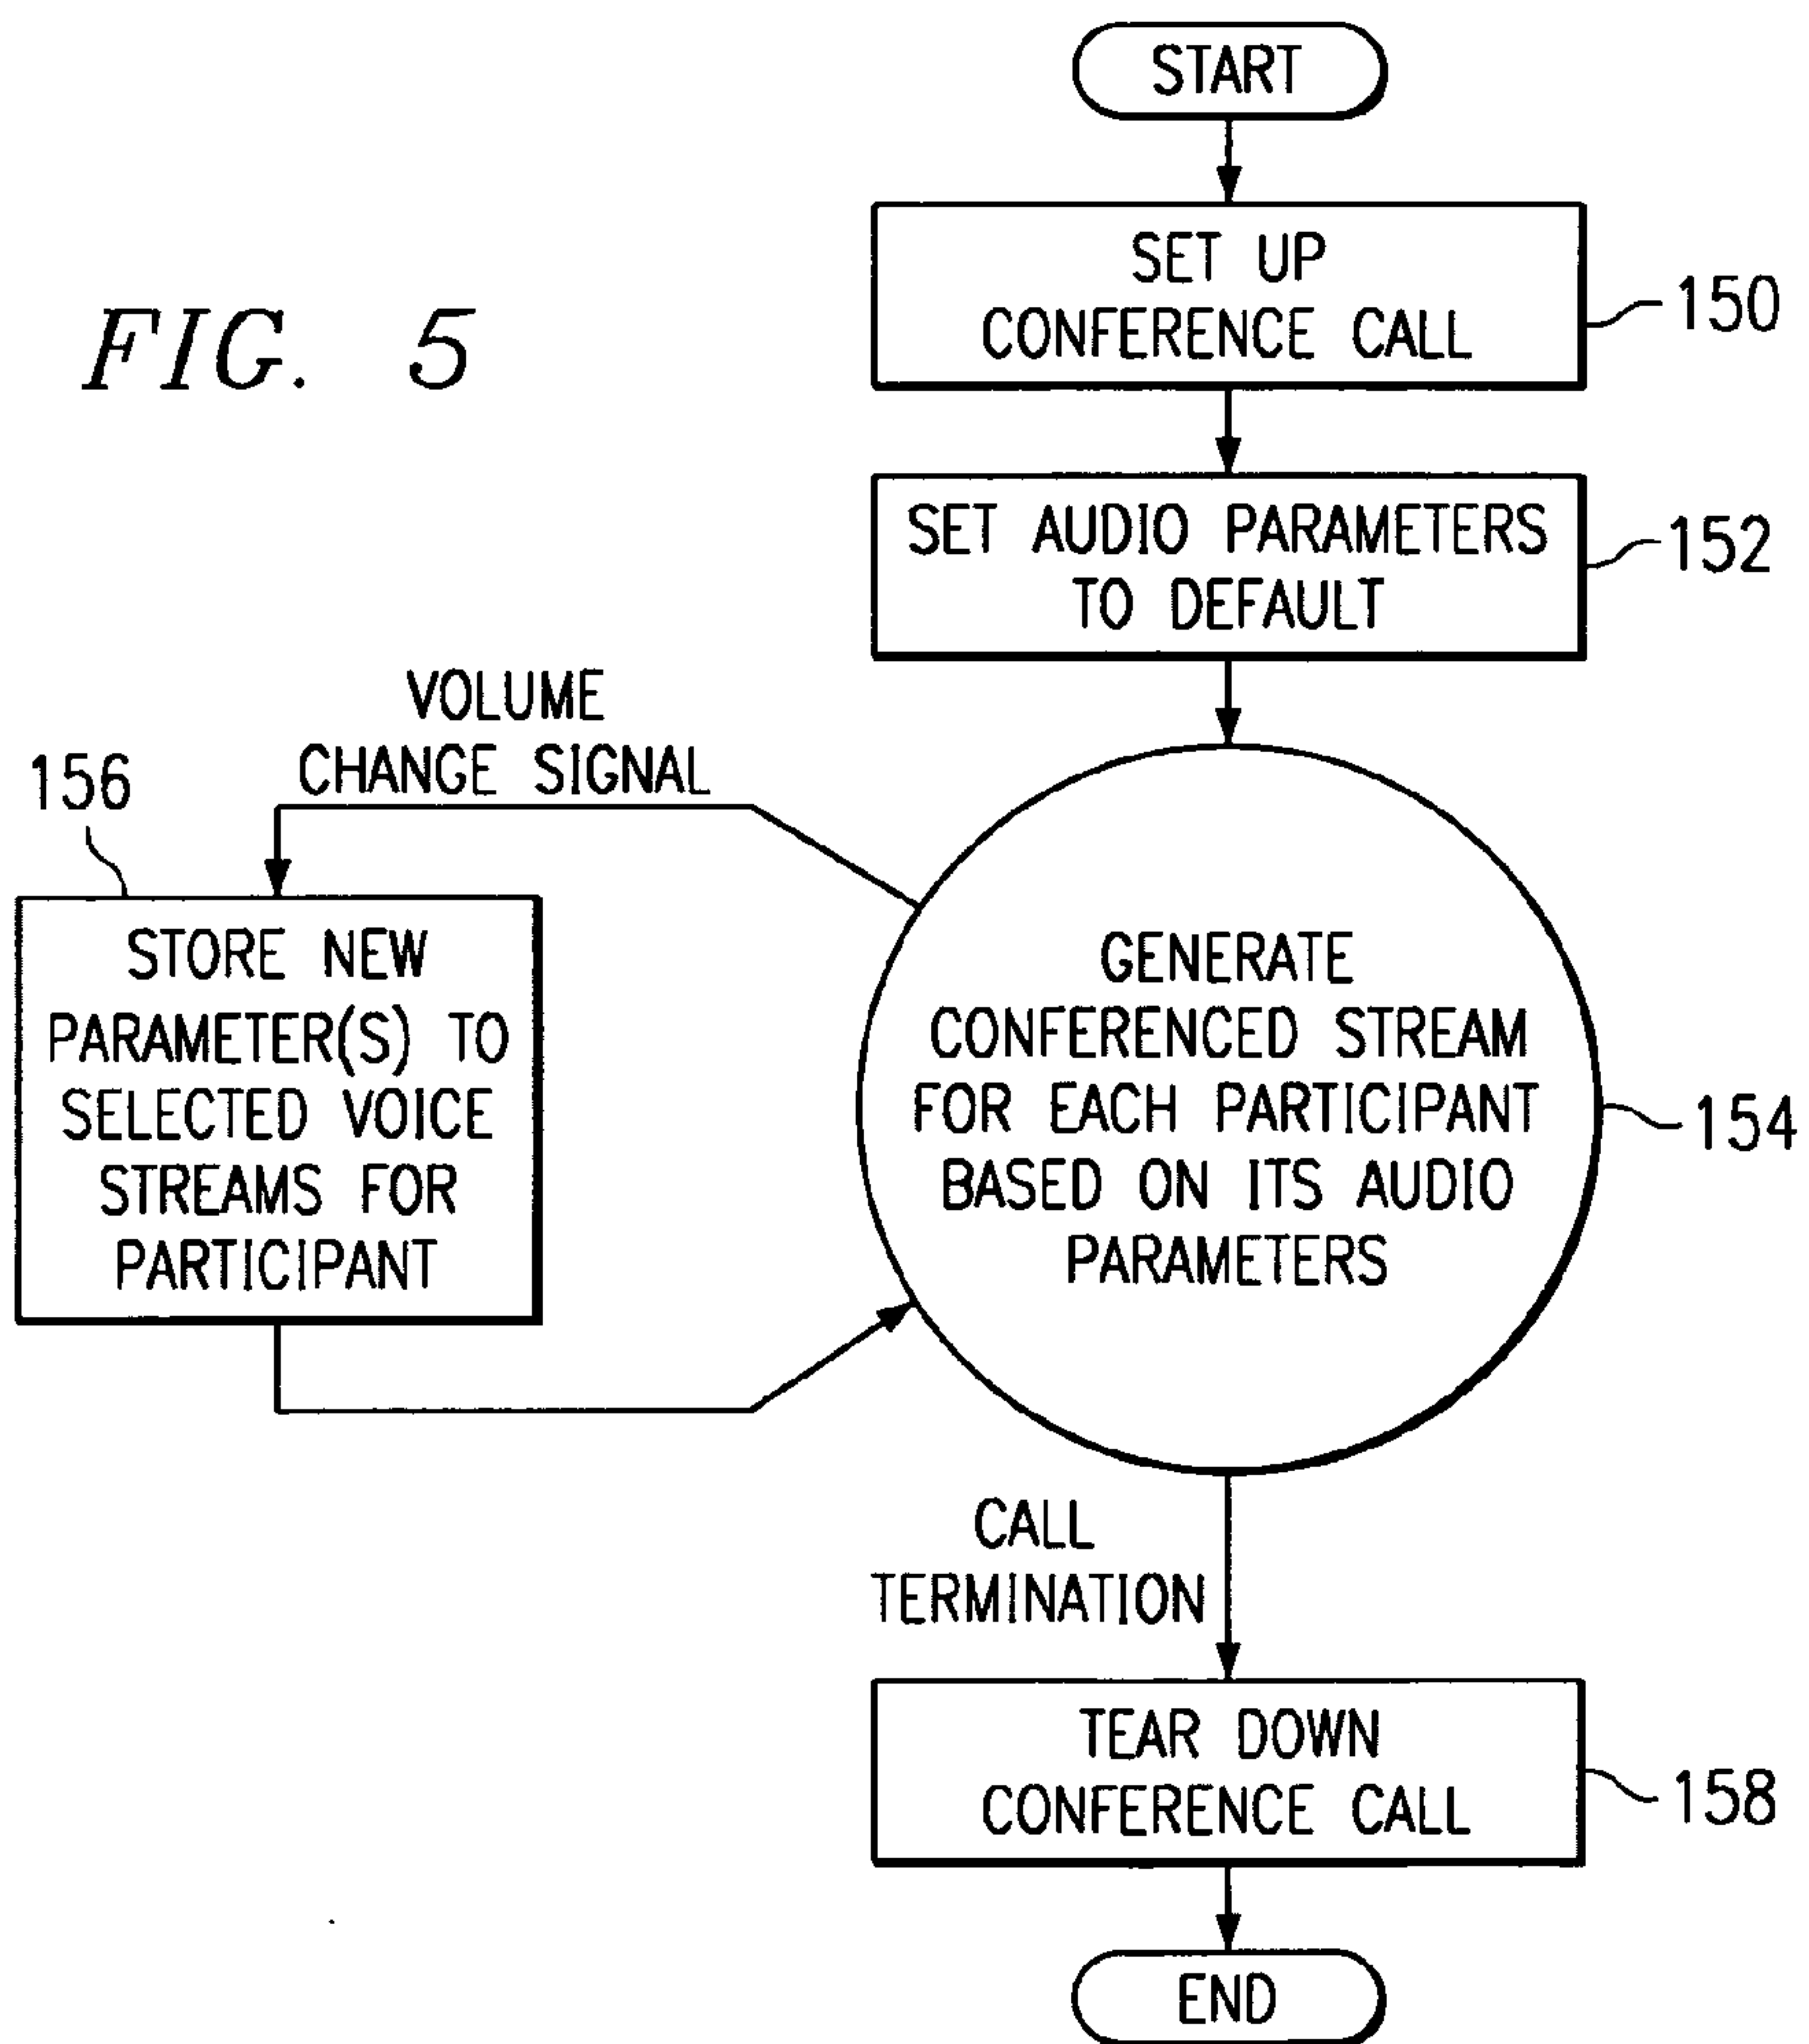 START
SET UP
CONFERENCE CALL
150
FIG. 5
SET AUDIO PARAMETERS
TO DEFAULT
152
VOLUME
CHANGE SIGNAL
156
STORE NEW
PARAMETER(S) TO
SELECTED VOICE
STREAMS FOR
PARTICIPANT
GENERATE
CONFERENCED STREAM
FOR EACH PARTICIPANT
BASED ON ITS AUDIO
PARAMETERS
154
CALL
TERMINATION
TEAR DOWN
CONFERENCE CALL
158
END